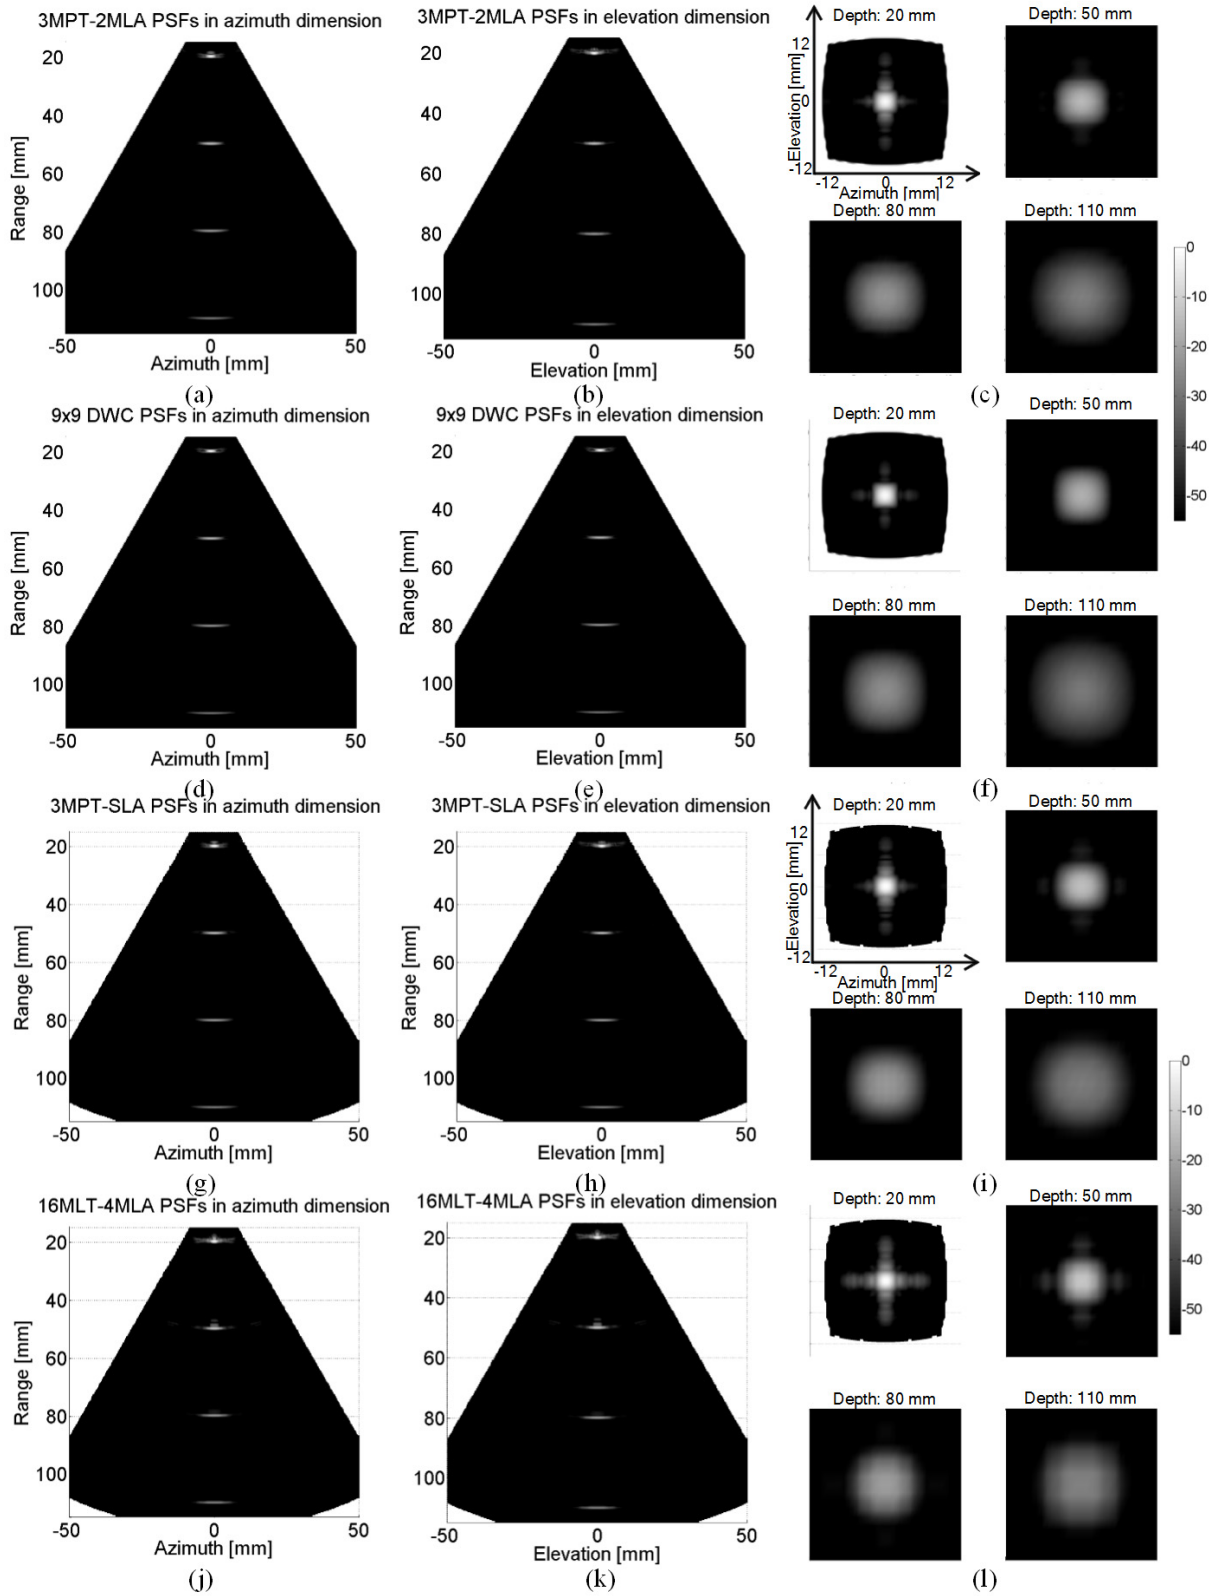 3MPT-2MLA PSFs in azimuth dimension
20
40
60
80
100
Range [mm]
-50 0 50
Azimuth [mm]
(a)
3MPT-2MLA PSFs in elevation dimension
20
40
60
80
100
-50 0 50
Elevation [mm]
(b)
Depth: 20 mm
12
0
-12
Elevation [mm]
-12 0 12
Azimuth [mm]
Depth: 50 mm
Depth: 80 mm
Depth: 110 mm
(c)
0
-10
-20
-30
-40
-50
9x9 DWC PSFs in azimuth dimension
20
40
60
80
100
Range [mm]
-50 0 50
Azimuth [mm]
(d)
9x9 DWC PSFs in elevation dimension
20
40
60
80
100
Range [mm]
-50 0 50
Elevation [mm]
(e)
Depth: 20 mm
Depth: 50 mm
Depth: 80 mm
Depth: 110 mm
(f)
3MPT-SLA PSFs in azimuth dimension
20
40
60
80
100
Range [mm]
-50 0 50
Azimuth [mm]
(g)
3MPT-SLA PSFs in elevation dimension
20
40
60
80
100
Range [mm]
-50 0 50
Elevation [mm]
(h)
Depth: 20 mm
12
0
-12
Elevation [mm]
-12 0 12
Azimuth [mm]
Depth: 50 mm
Depth: 80 mm
Depth: 110 mm
(i)
0
-10
-20
-30
-40
-50
16MLT-4MLA PSFs in azimuth dimension
20
40
60
80
100
Range [mm]
-50 0 50
Azimuth [mm]
(j)
16MLT-4MLA PSFs in elevation dimension
20
40
60
80
100
Range [mm]
-50 0 50
Elevation [mm]
(k)
Depth: 20 mm
Depth: 50 mm
Depth: 80 mm
Depth: 110 mm
(l)